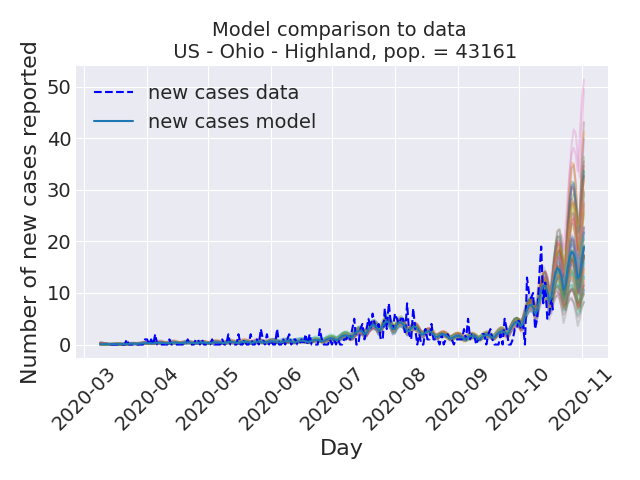 Model comparison to data
US - Ohio - Highland, pop. = 43161
Number of new cases reported
50
40
30
20
10
0
new cases data
new cases model
2020-03
2020-04
2020-05
2020-06
2020-07
2020-08
2020-09
2020-10
2020-11
Day